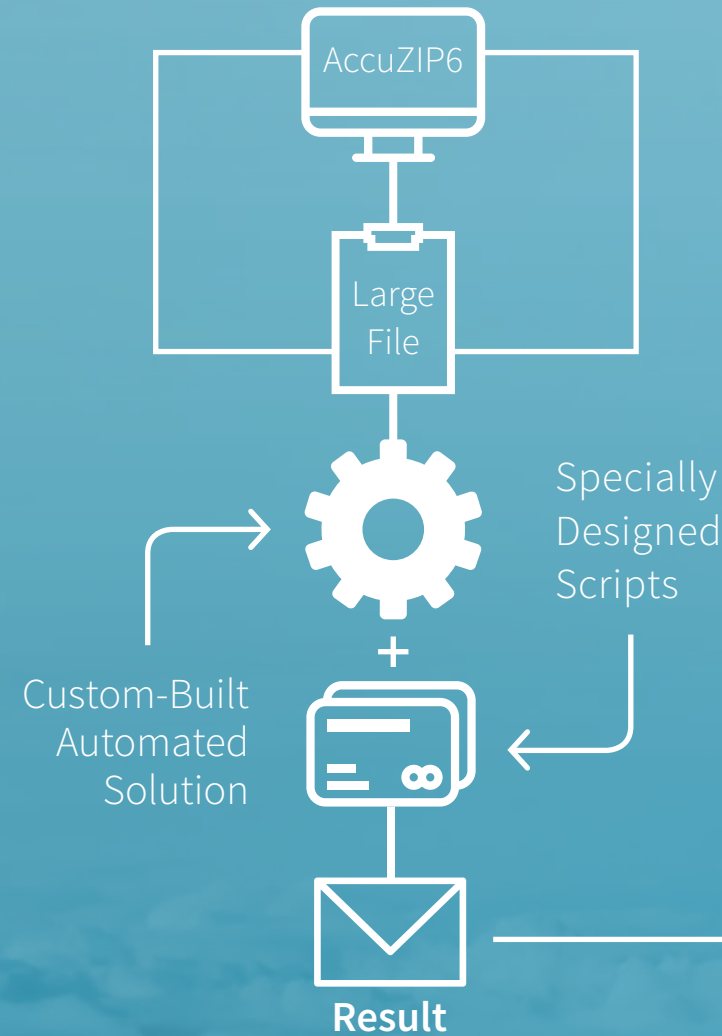 AccuZIP6
Large
File
Specially
Designed
Scripts
+
Custom-Built
Automated
Solution
Result